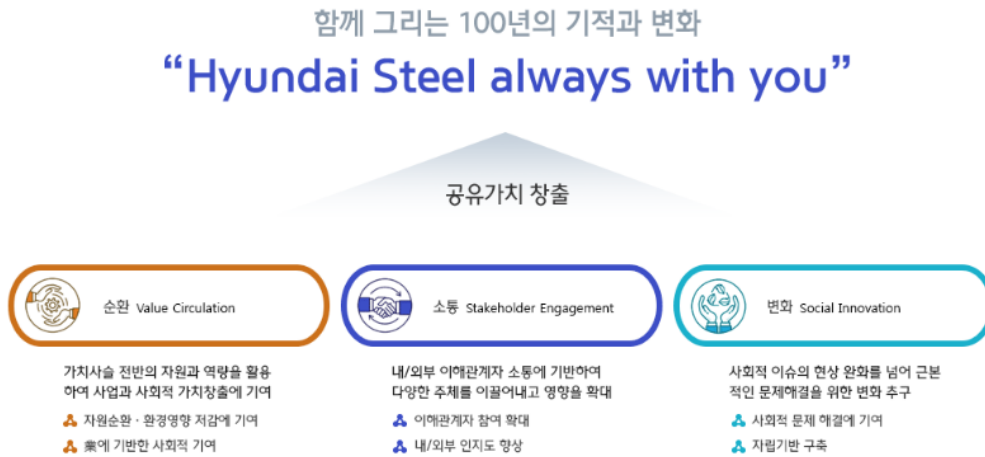 함께 그리는 100년의 기적과 변화
“Hyundai Steel always with you”
공유가치 창출
순환 Value Circulation
가치사슬 전반의 자원과 역량을 활용
하여 사업과 사회적 가치창출에 기여
자원순환 · 환경영향 저감에 기여
業에 기반한 사회적 기여
소통 Stakeholder Engagement
내/외부 이해관계자 소통에 기반하여
다양한 주체를 이끌어내고 영향을 확대
이해관계자 참여 확대
내/외부 인지도 향상
변화 Social Innovation
사회적 이슈의 현상 완화를 넘어 근본
적인 문제해결을 위한 변화 추구
사회적 문제 해결에 기여
자립기반 구축